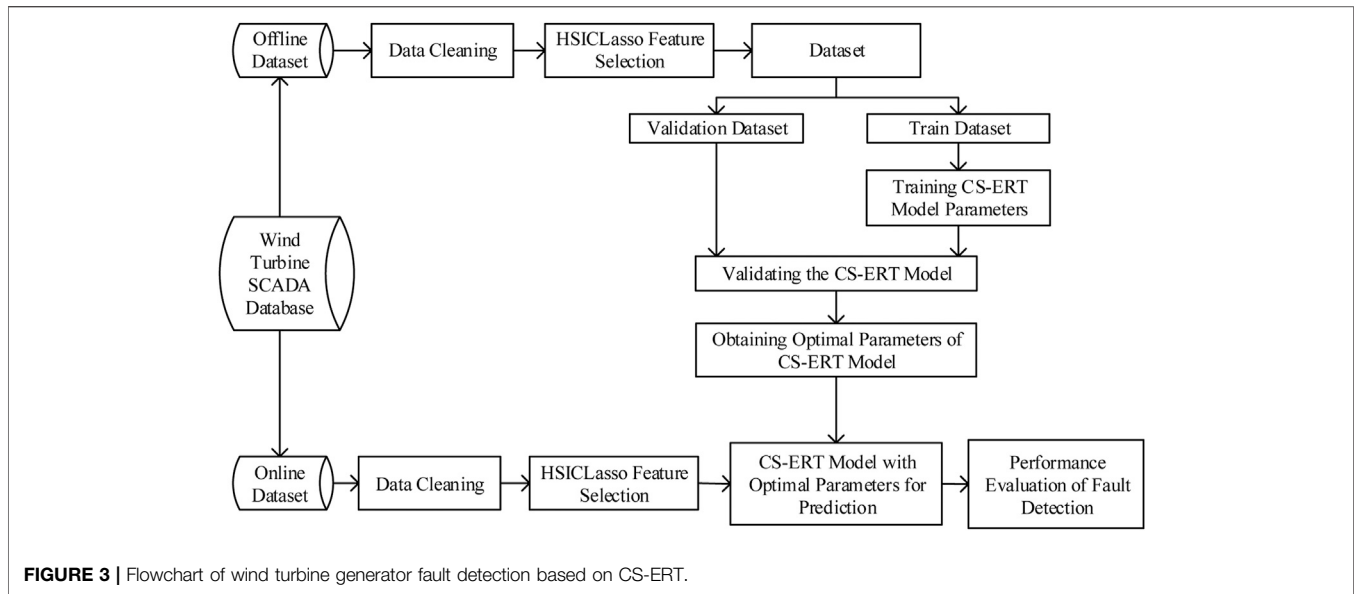 Offline
Dataset
Data Cleaning
HSICLasso Feature
Selection
Dataset
Validation Dataset
Train Dataset
Training CS-ERT
Model Parameters
Wind
Turbine
SCADA
Database
Validating the CS-ERT Model
Obtaining Optimal Parameters of
CS-ERT Model
Online
Dataset
Data Cleaning
HSICLasso Feature
Selection
CS-ERT Model with
Optimal Parameters for
Prediction
Performance
Evaluation of Fault
Detection
FIGURE 3 | Flowchart of wind turbine generator fault detection based on CS-ERT.